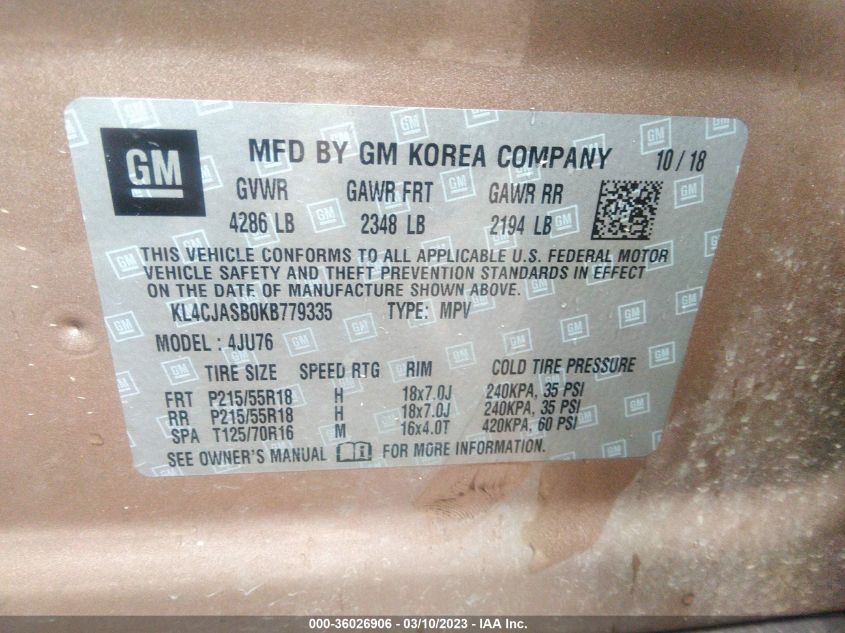 GM
MFD BY GM KOREA COMPANY 10 / 18
GVWR GAWR FRT GAWR RR
4286 LB 2348 LB 2194 LB
THIS VEHICLE CONFORMS TO ALL APPLICABLE U.S. FEDERAL MOTOR
VEHICLE SAFETY AND THEFT PREVENTION STANDARDS IN EFFECT
ON THE DATE OF MANUFACTURE SHOWN ABOVE.
KL4CJASB0KB779335 TYPE: MPV
MODEL : 4JU76
TIRE SIZE SPEED RTG RIM COLD TIRE PRESSURE
FRT P215/55R18 H 18x7.0J 240KPA, 35 PSI
RR P215/55R18 H 18x7.0J 240KPA, 35 PSI
SPA T125/70R16 M 16x4.0T 420KPA, 60 PSI
SEE OWNER'S MANUAL FOR MORE INFORMATION.
000-36026906 - 03/10/2023 - IAA Inc.